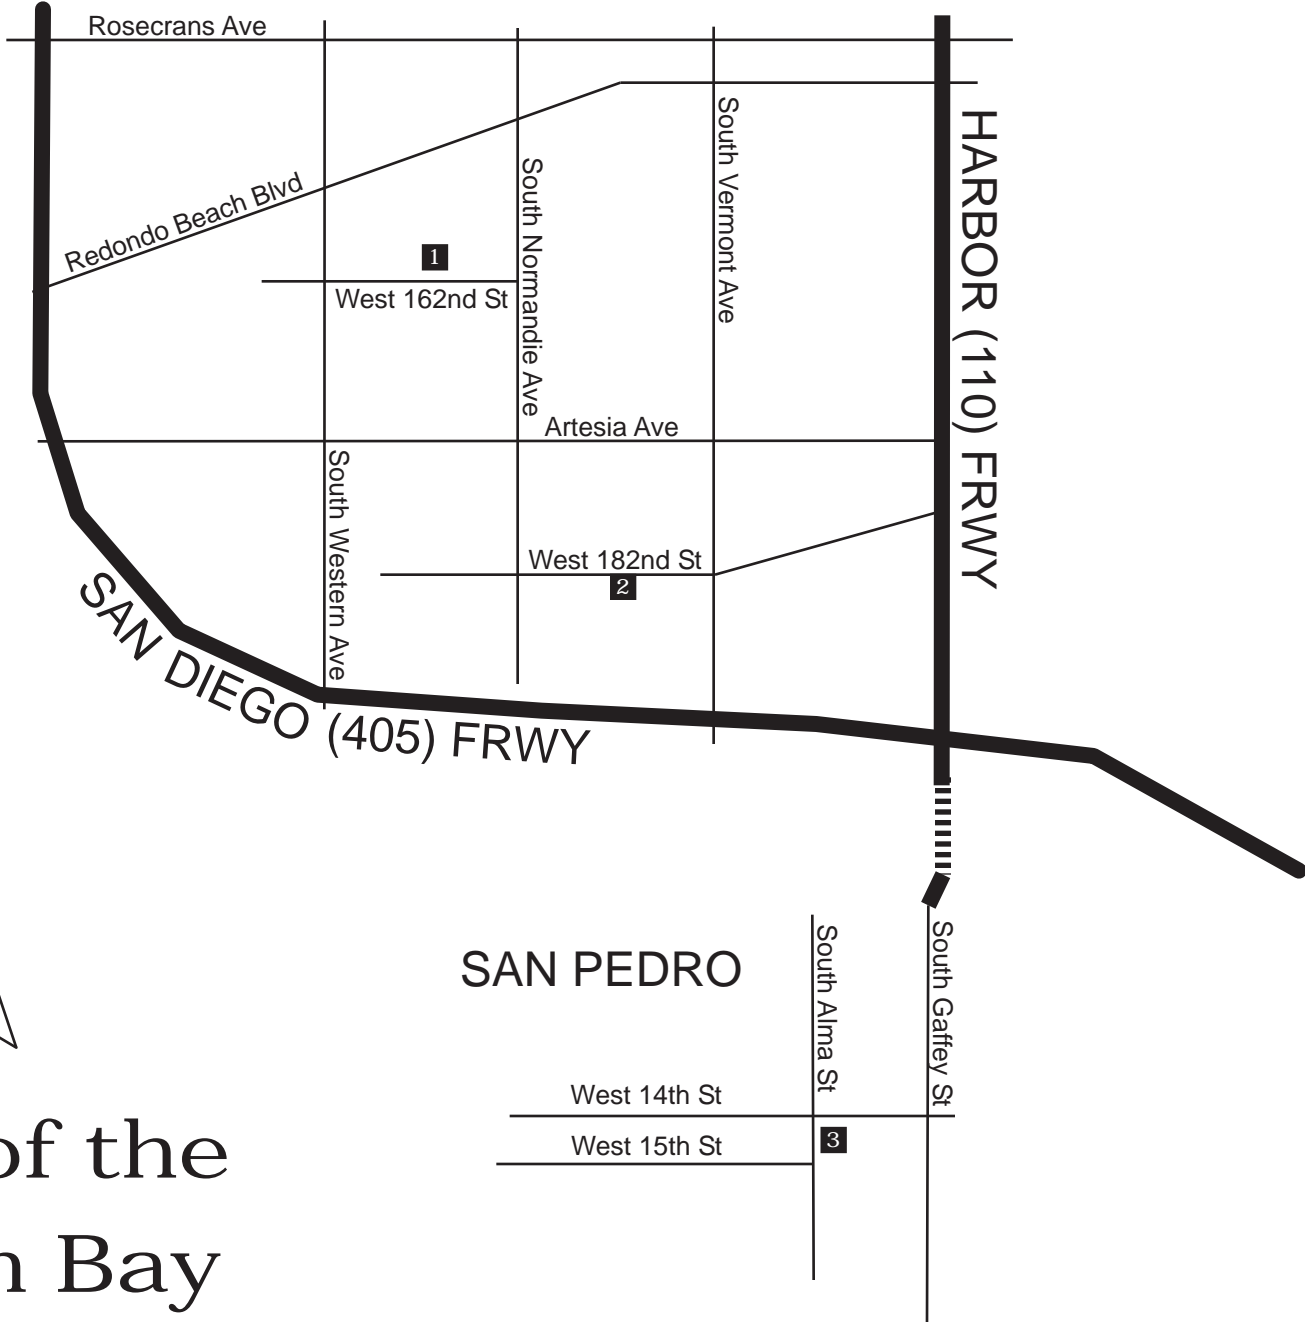 Rosecrans Ave
Redondo Beach Blvd
South Vermont Ave
HARBOR (110) FRWY
South Normandie Ave
1
West 162nd St
Artesia Ave
South Western Ave
West 182nd St
2
SAN DIEGO (405) FRWY
SAN PEDRO
South Alma St
South Gaffey St
West 14th St
West 15th St
3
of the
Bay